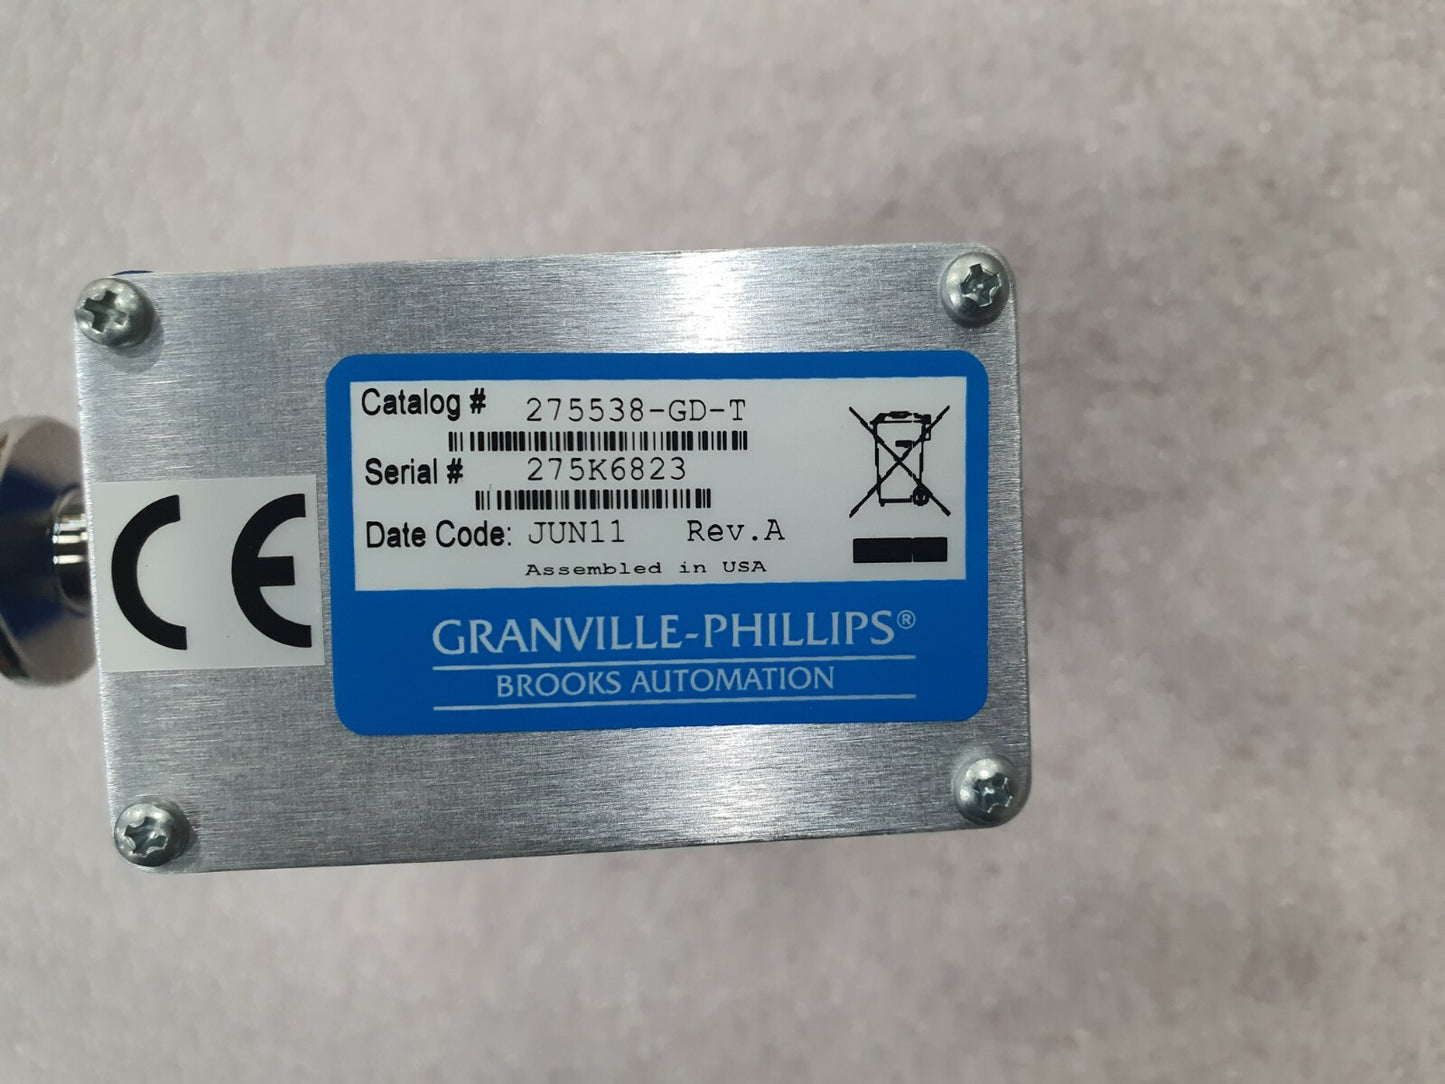 Catalog # 275538-GD-T
Serial # 275K6823
Date Code: JUN11 Rev.A
Assembled in USA
CE
GRANVILLE-PHILLIPS®
BROOKS AUTOMATION